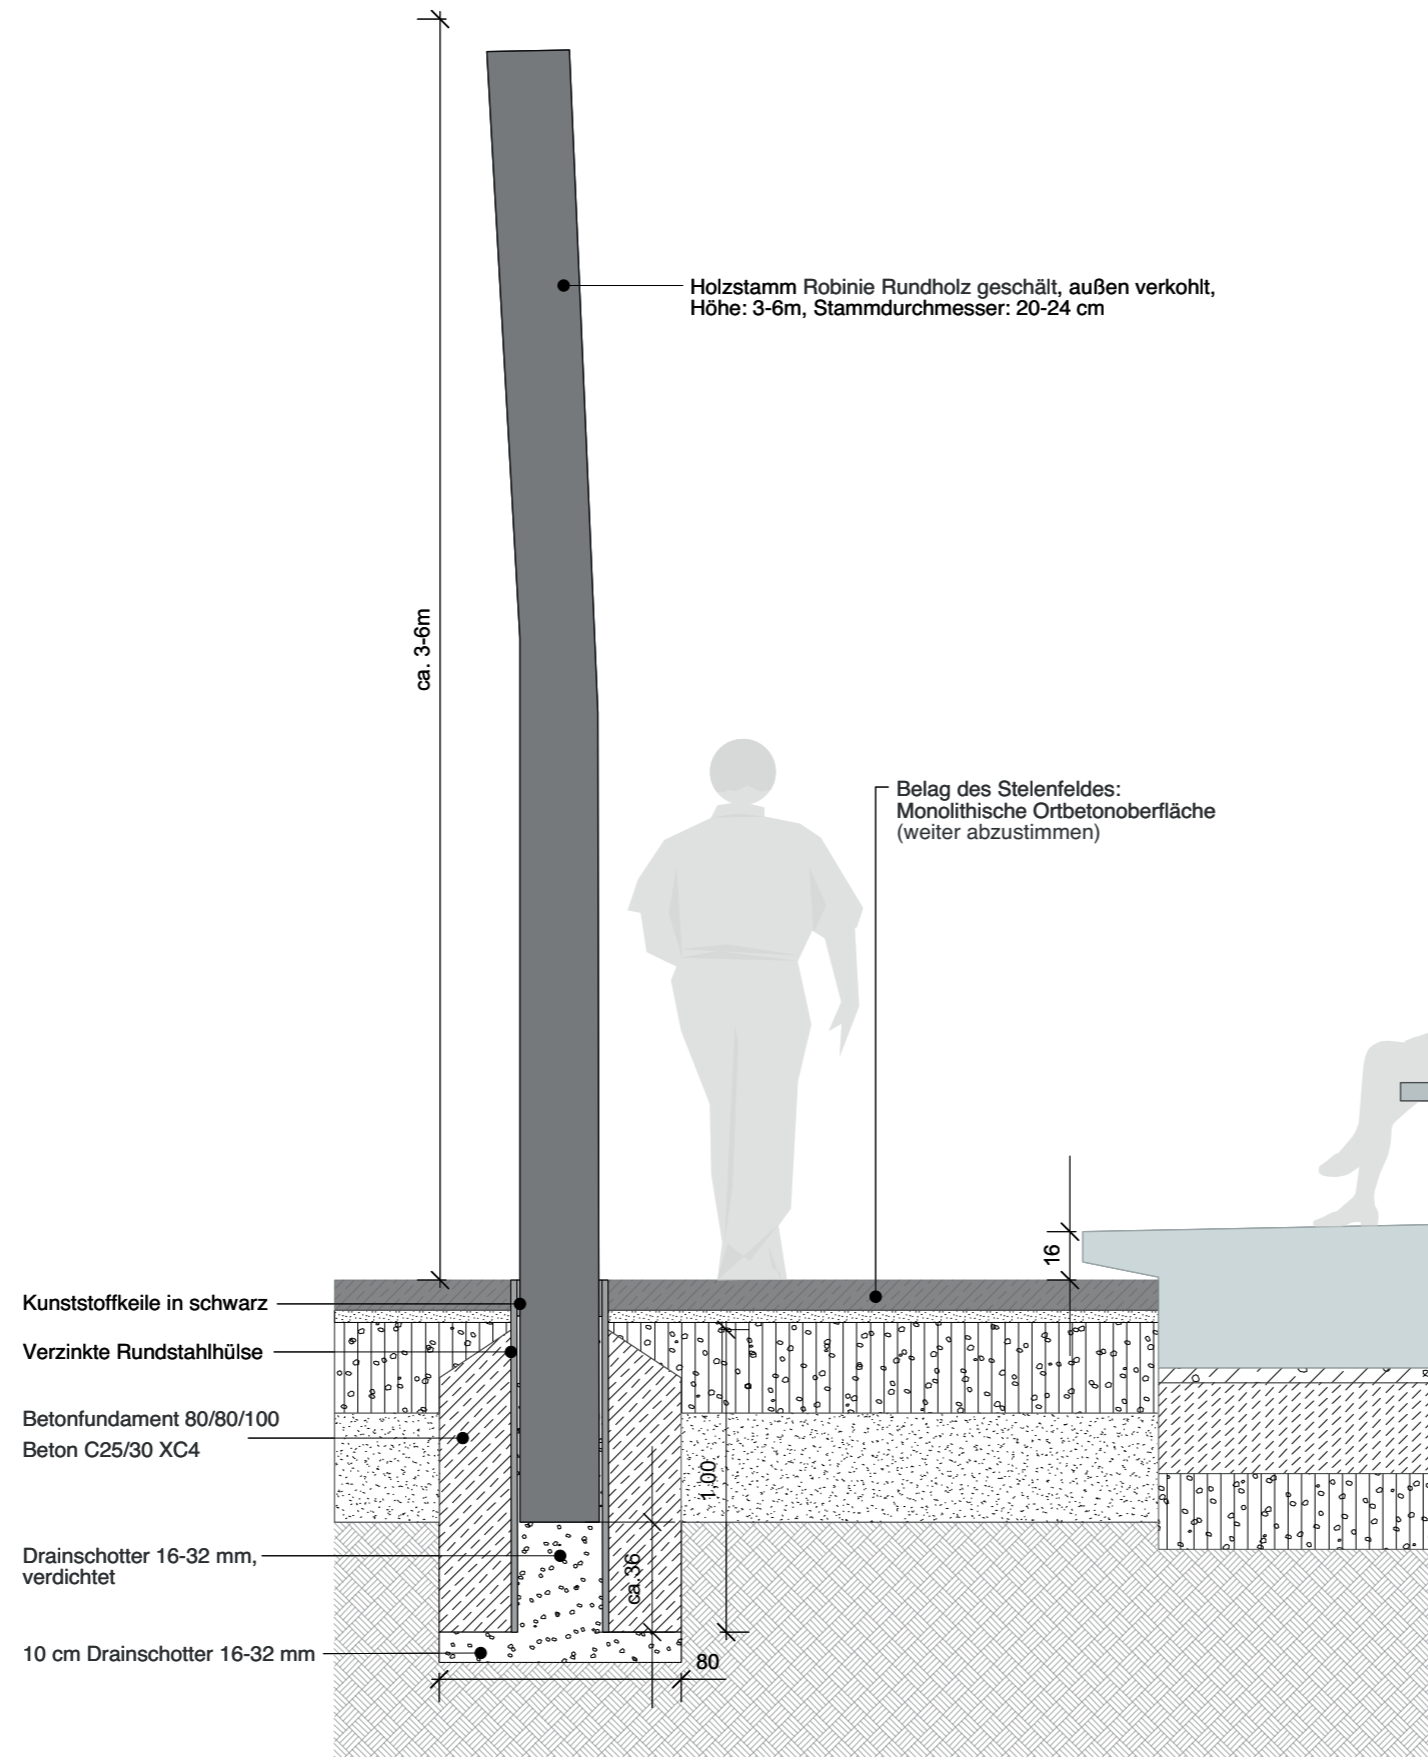 Holzstamm Robinie Rundholz geschält, außen verkohlt,
Höhe: 3-6m, Stammdurchmesser: 20-24 cm
ca. 3-6m
Belag des Stelenfeldes:
Monolithische Ortbetonoberfläche
(weiter abzustimmen)
16
Kunststoffkeile in schwarz
Verzinkte Rundstahlhülse
Betonfundament 80/80/100
Beton C25/30 XC4
1,00
Drainschotter 16-32 mm,
verdichtet
ca.36
10 cm Drainschotter 16-32 mm
80